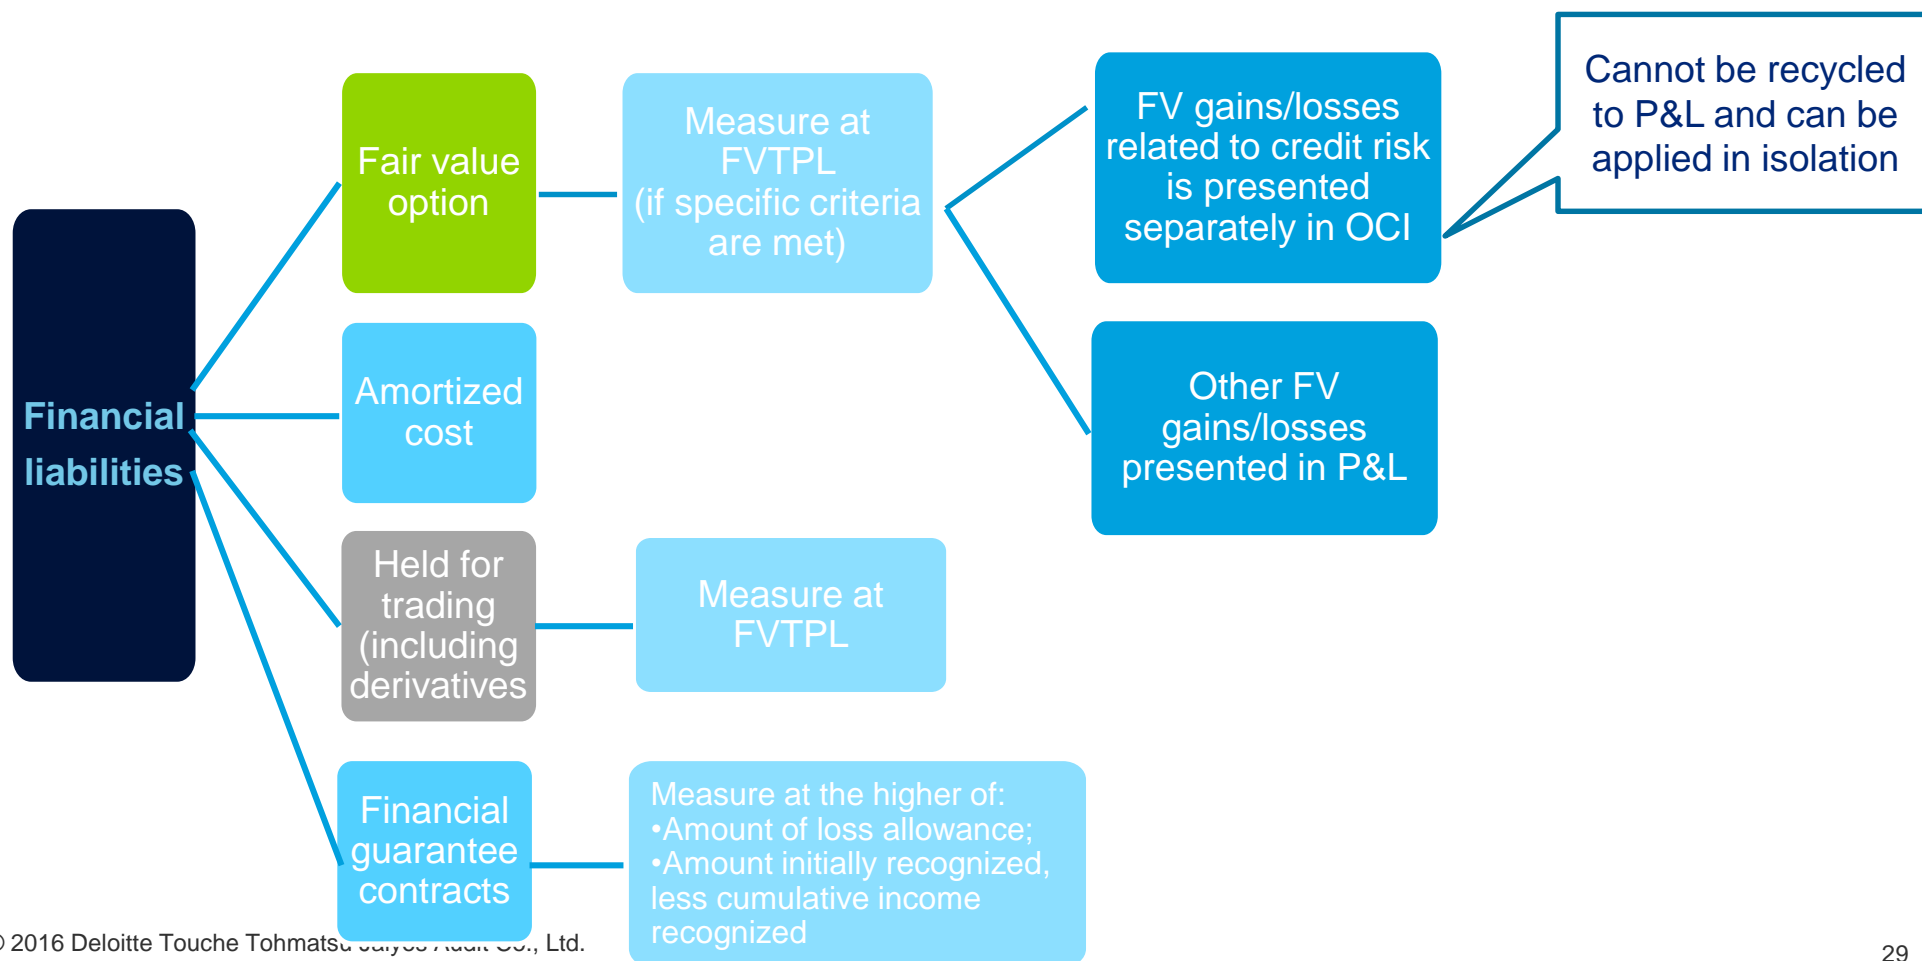 Financial
liabilities
Fair value
option
Measure at
FVTPL
(if specific criteria
are met)
FV gains/losses
related to credit risk
is presented
separately in OCI
Cannot be recycled
to P&L and can be
applied in isolation
Other FV
gains/losses
presented in P&L
Amortized
cost
Held for
trading
(including
derivatives
Measure at
FVTPL
Financial
guarantee
contracts
Measure at the higher of:
•Amount of loss allowance;
•Amount initially recognized,
less cumulative income
recognized
© 2016 Deloitte Touche Tohmatsu Jaiyos Audit Co., Ltd.
29